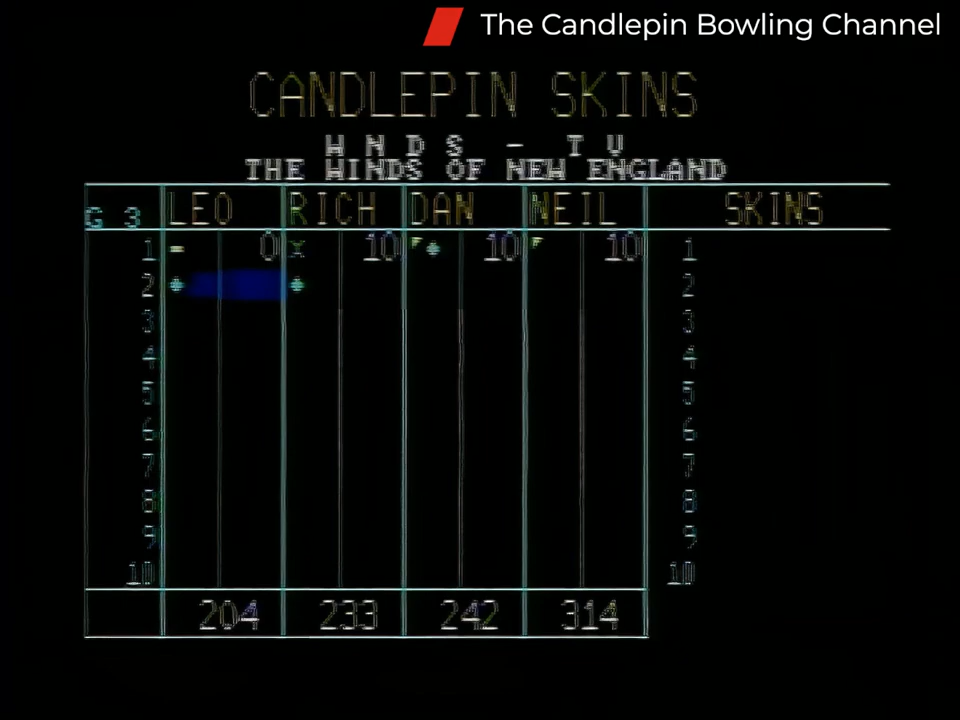 The Candlepin Bowling Channel
CANDLEPIN SKINS
W N D S - T V
THE WINDS OF NEW ENGLAND
G 3 LEO RICH DAN NEIL SKINS
1 - 0 X 10 10 10 1
2 2
3 3
4 4
5 5
6 6
7 7
8 8
9 9
10 10
204 233 242 314